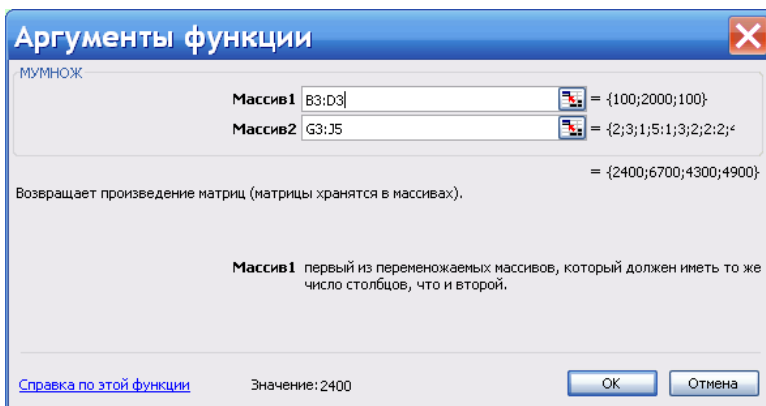 Аргументы функции
МУМНОЖ
Массив1 B3:D3 = {100;2000;100}
Массив2 G3:J5 = {2;3;1;5:1;3;2;2:2;4
= {2400;6700;4300;4900}
Возвращает произведение матриц (матрицы хранятся в массивах).
Массив1 первый из перемножаемых массивов, который должен иметь то же
число столбцов, что и второй.
Справка по этой функции Значение:2400 OK Отмена